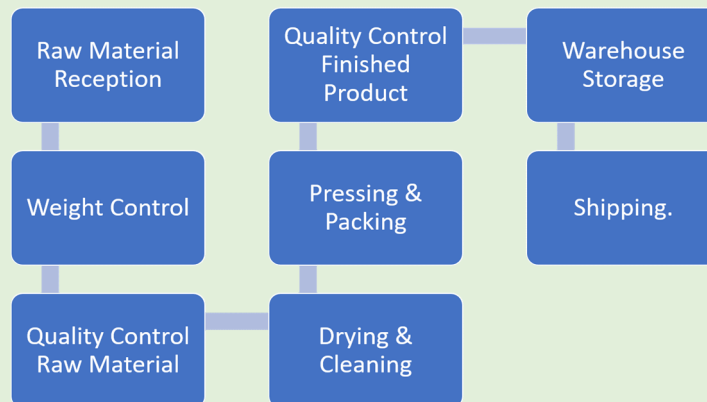 Raw Material
Reception
Weight Control
Quality Control
Raw Material
Drying &
Cleaning
Pressing &
Packing
Quality Control
Finished
Product
Warehouse
Storage
Shipping.